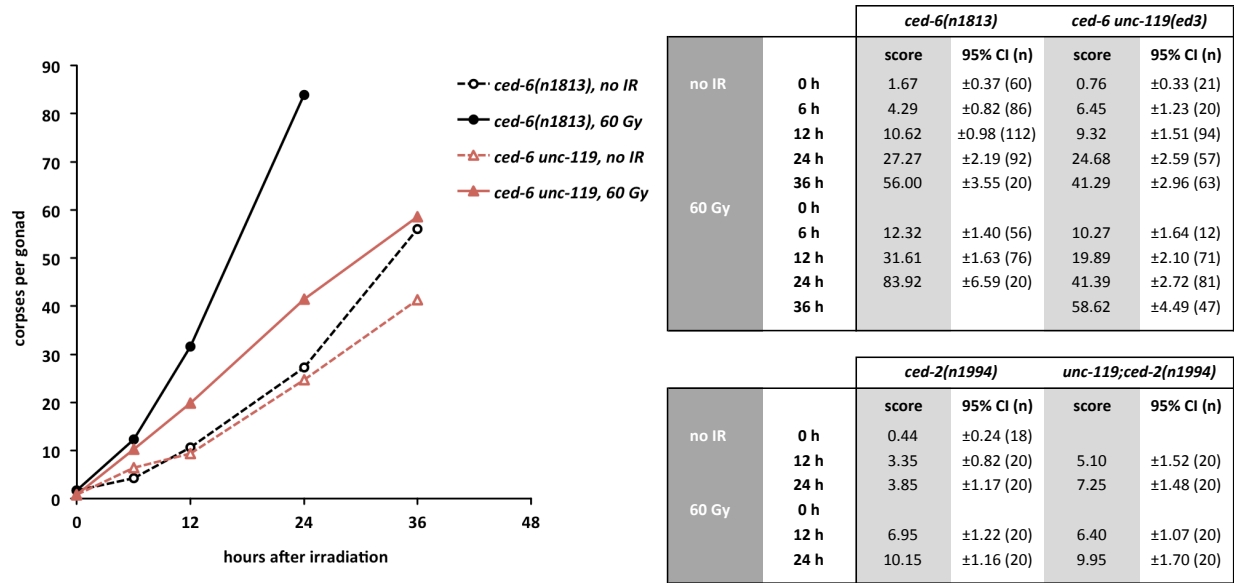 90
80
70
60
50
40
30
20
10
0
corpses per gonad
0 12 24 36 48
hours after irradiation
ced-6(n1813), no IR
ced-6(n1813), 60 Gy
ced-6 unc-119, no IR
ced-6 unc-119, 60 Gy
ced-6(n1813) ced-6 unc-119(ed3)
score 95% CI (n) score 95% CI (n)
no IR 0 h 1.67 ±0.37 (60) 0.76 ±0.33 (21)
6 h 4.29 ±0.82 (86) 6.45 ±1.23 (20)
12 h 10.62 ±0.98 (112) 9.32 ±1.51 (94)
24 h 27.27 ±2.19 (92) 24.68 ±2.59 (57)
36 h 56.00 ±3.55 (20) 41.29 ±2.96 (63)
60 Gy 0 h
6 h 12.32 ±1.40 (56) 10.27 ±1.64 (12)
12 h 31.61 ±1.63 (76) 19.89 ±2.10 (71)
24 h 83.92 ±6.59 (20) 41.39 ±2.72 (81)
36 h 58.62 ±4.49 (47)
ced-2(n1994) unc-119;ced-2(n1994)
score 95% CI (n) score 95% CI (n)
no IR 0 h 0.44 ±0.24 (18)
12 h 3.35 ±0.82 (20) 5.10 ±1.52 (20)
24 h 3.85 ±1.17 (20) 7.25 ±1.48 (20)
60 Gy 0 h
12 h 6.95 ±1.22 (20) 6.40 ±1.07 (20)
24 h 10.15 ±1.16 (20) 9.95 ±1.70 (20)